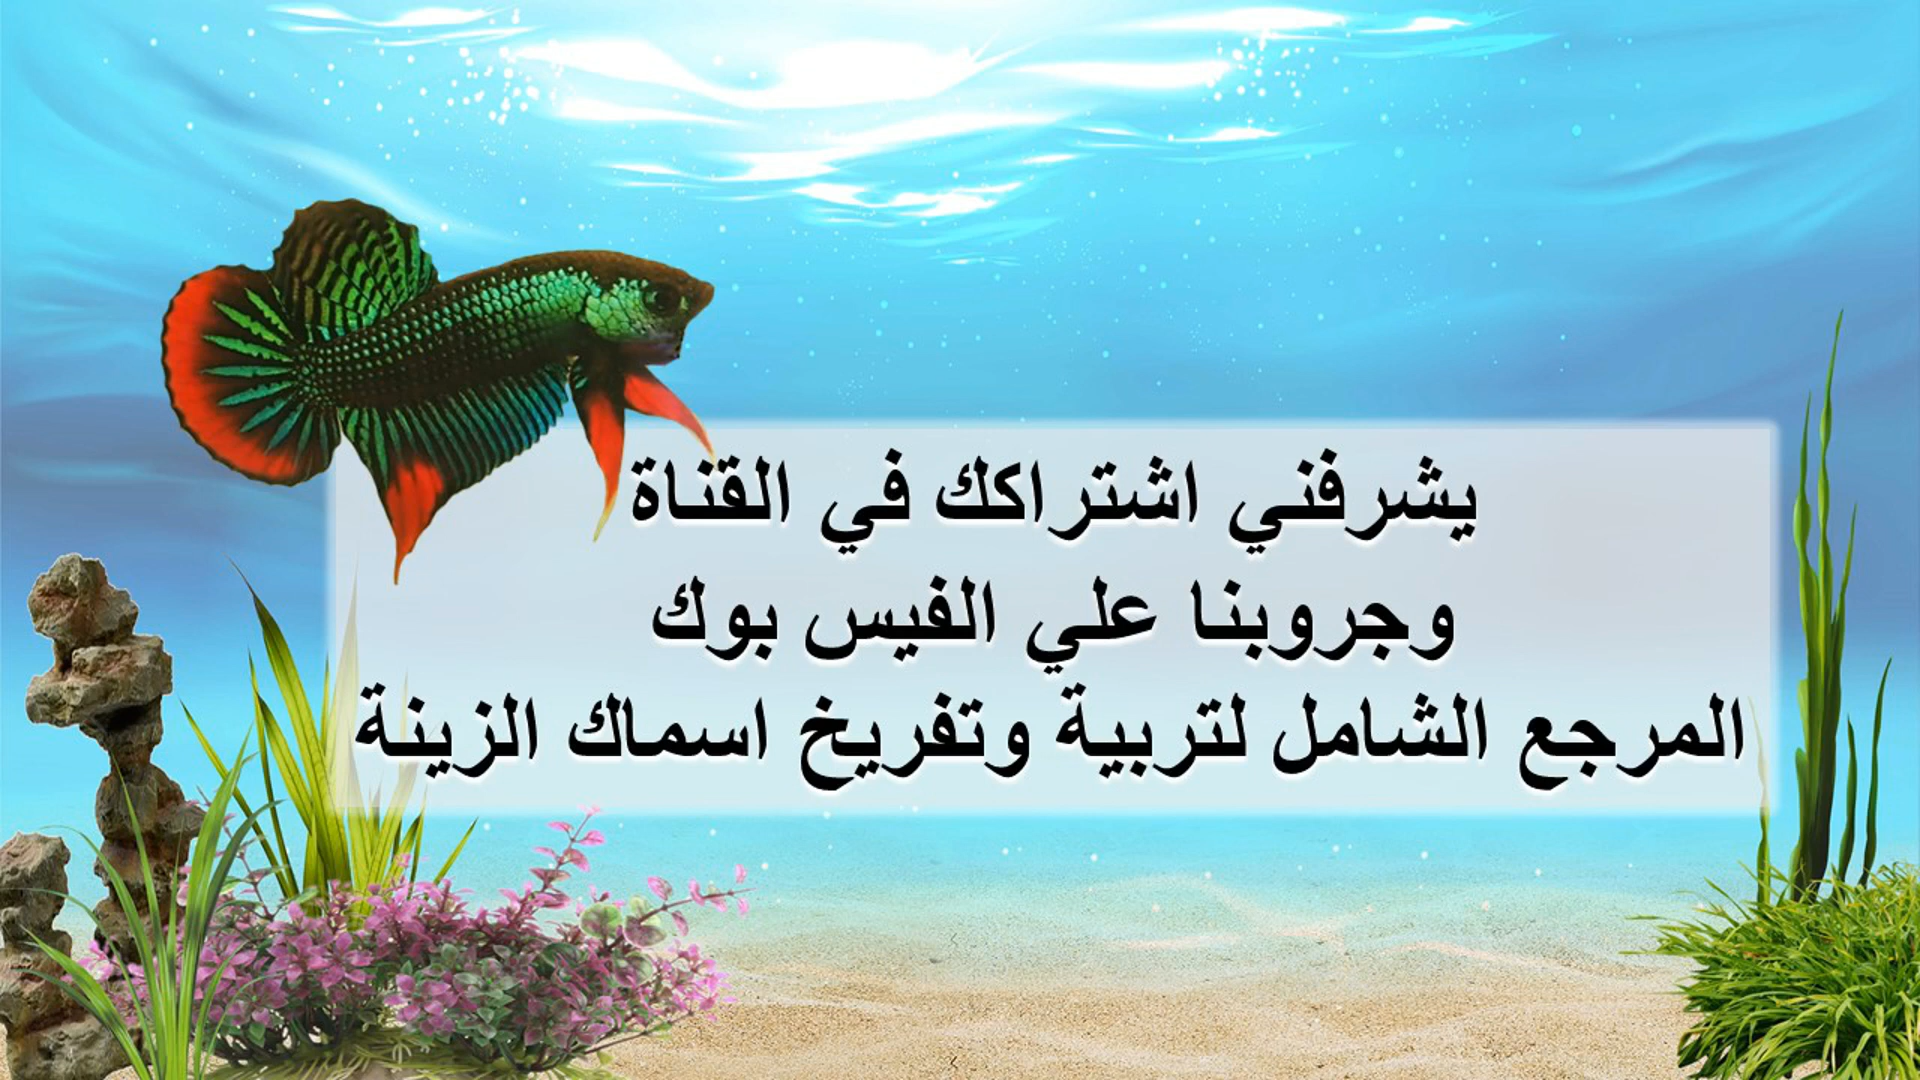 يشرفني اشتراكك في القناة
وجروبنا علي الفيس بوك
المرجع الشامل لتربية وتفريخ اسماك الزينة